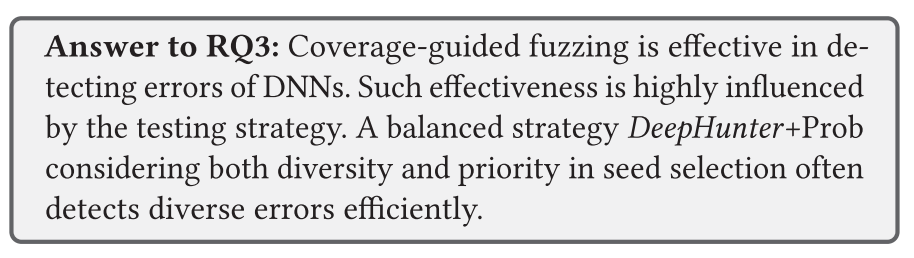 Answer to RQ3: Coverage-guided fuzzing is effective in de-
tecting errors of DNNs. Such effectiveness is highly influenced
by the testing strategy. A balanced strategy DeepHunter+Prob
considering both diversity and priority in seed selection often
detects diverse errors efficiently.